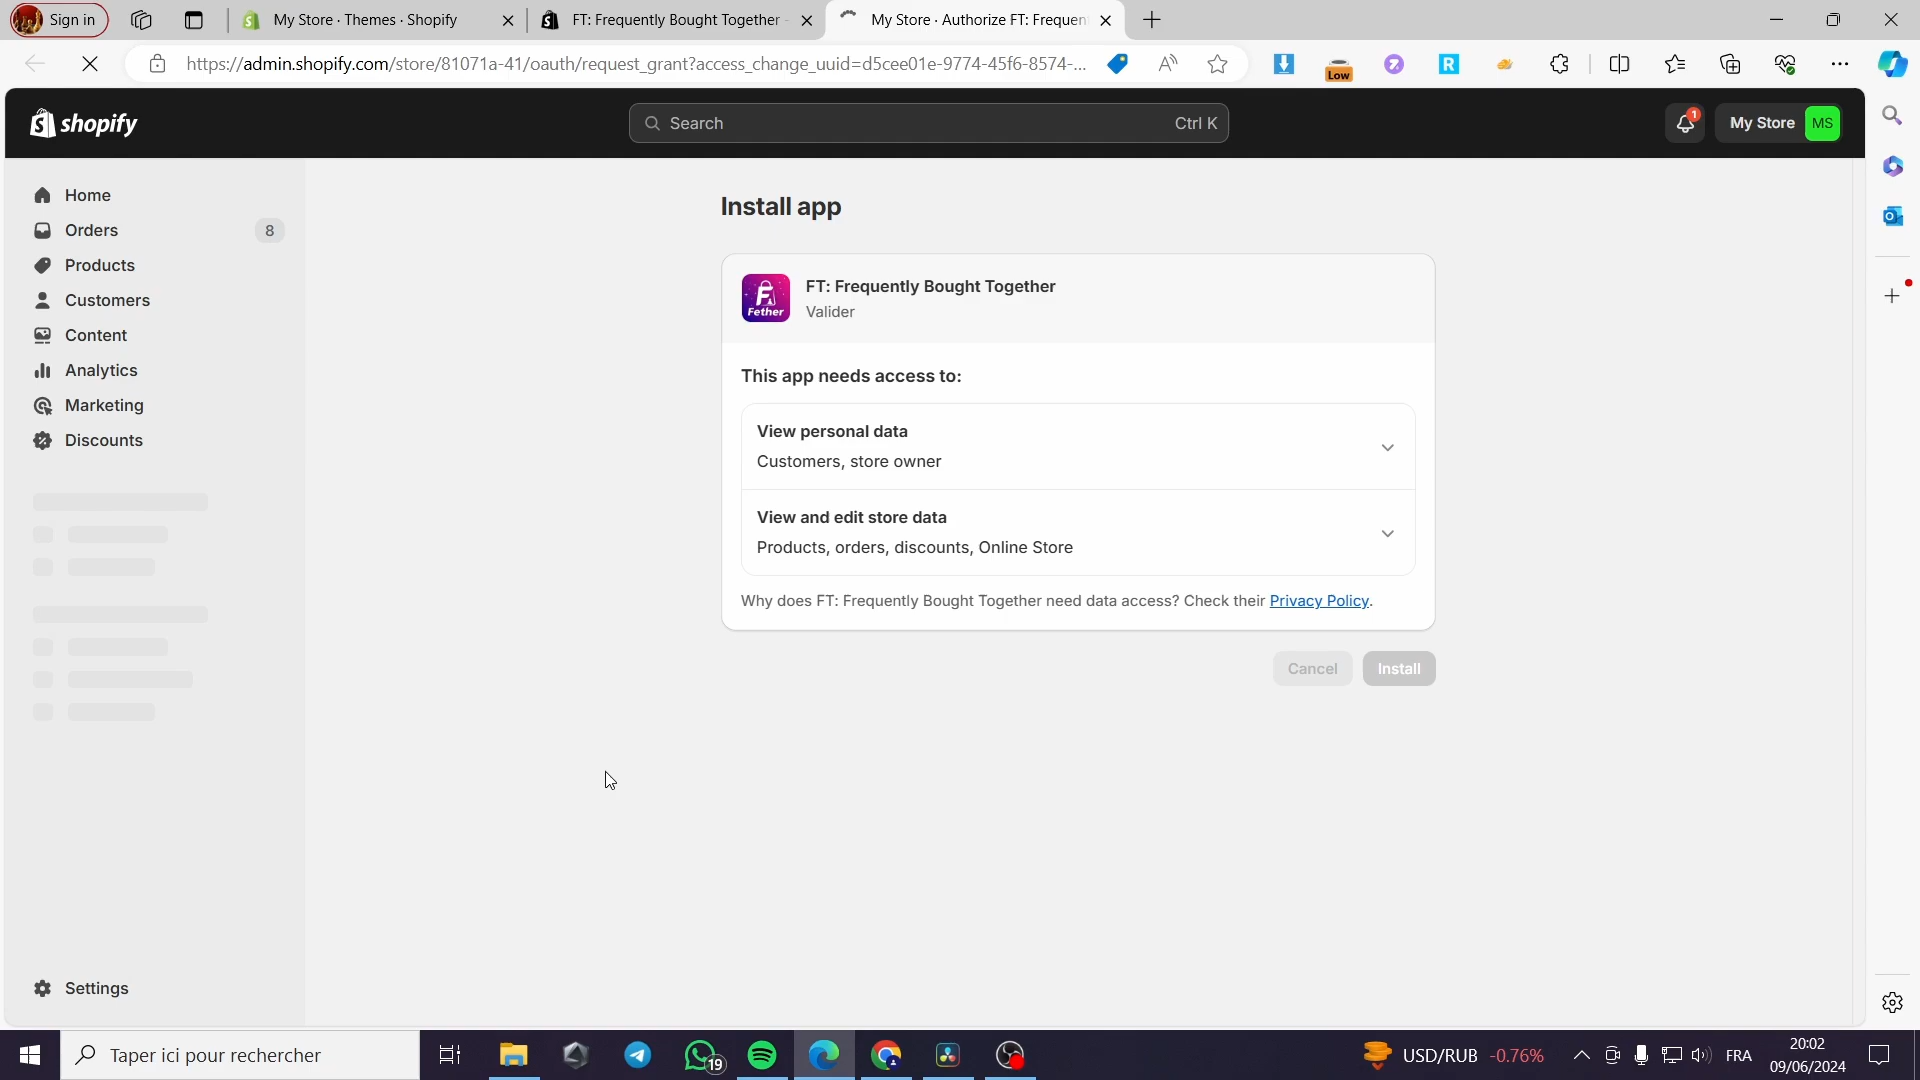 Sign in
My Store · Themes · Shopify
FT: Frequently Bought Together -
My Store · Authorize FT: Frequen
https://admin.shopify.com/store/81071a-41/oauth/request_grant?access_change_uuid=d5cee01e-9774-45f6-8574-...
Low
shopify
Search
Ctrl K
1
My Store
MS
Home
Orders
8
Products
Customers
Content
Analytics
Marketing
Discounts
Settings
Install app
Fether
FT: Frequently Bought Together
Valider
This app needs access to:
View personal data
Customers, store owner
View and edit store data
Products, orders, discounts, Online Store
Why does FT: Frequently Bought Together need data access? Check their Privacy Policy.
Cancel
Install
Taper ici pour rechercher
19
USD/RUB
-0.76%
FRA
20:02
09/06/2024